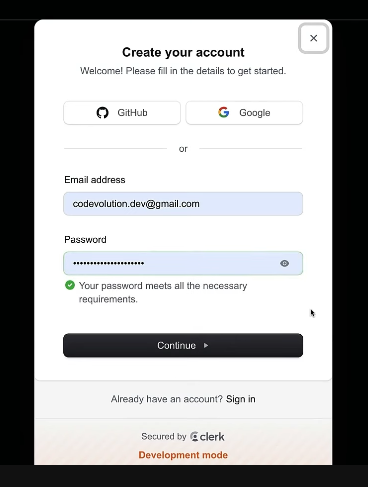 Create your account
Welcome! Please fill in the details to get started.
GitHub
Google
or
Email address
codevolution.dev@gmail.com
Password
•••••••••••••••••••••
Your password meets all the necessary
requirements.
Continue
Already have an account? Sign in
Secured by clerk
Development mode